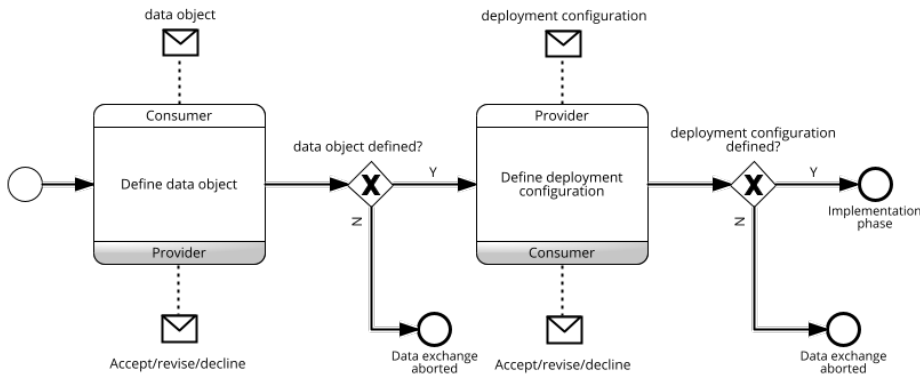 data object
deployment configuration
Consumer
Provider
data object defined?
deployment configuration
defined?
Define data object
X
Y
Define deployment
configuration
X
Y
N
N
Implementation
phase
Provider
Consumer
Data exchange
aborted
Data exchange
aborted
Accept/revise/decline
Accept/revise/decline